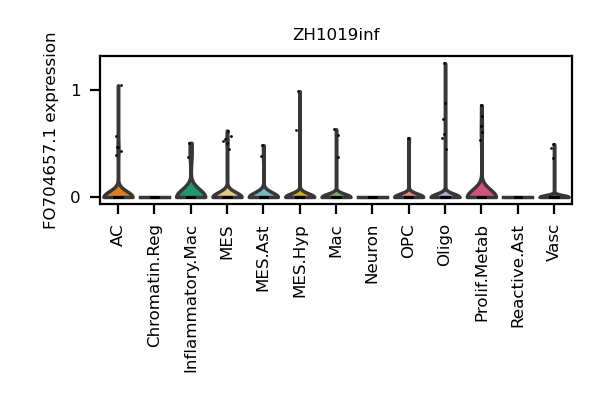 ZH1019inf
FO704657.1 expression
1
0
AC
Chromatin.Reg
Inflammatory.Mac
MES
MES.Ast
MES.Hyp
Mac
Neuron
OPC
Oligo
Prolif.Metab
Reactive.Ast
Vasc